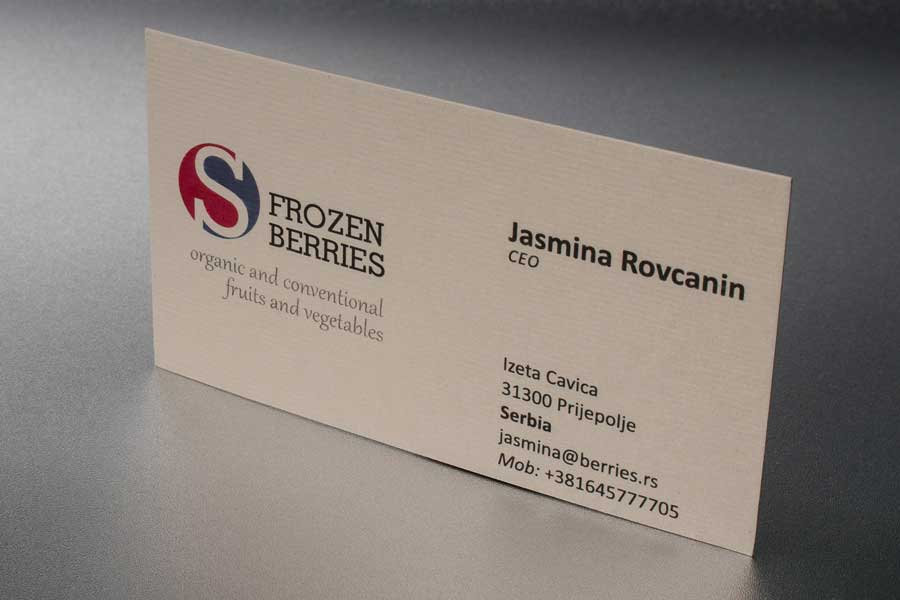 S
FROZEN
BERRIES
organic and conventional
fruits and vegetables
Jasmina Rovcanin
CEO
Izeta Cavica
31300 Prijepolje
Serbia
jasmina@berries.rs
Mob: +381645777705